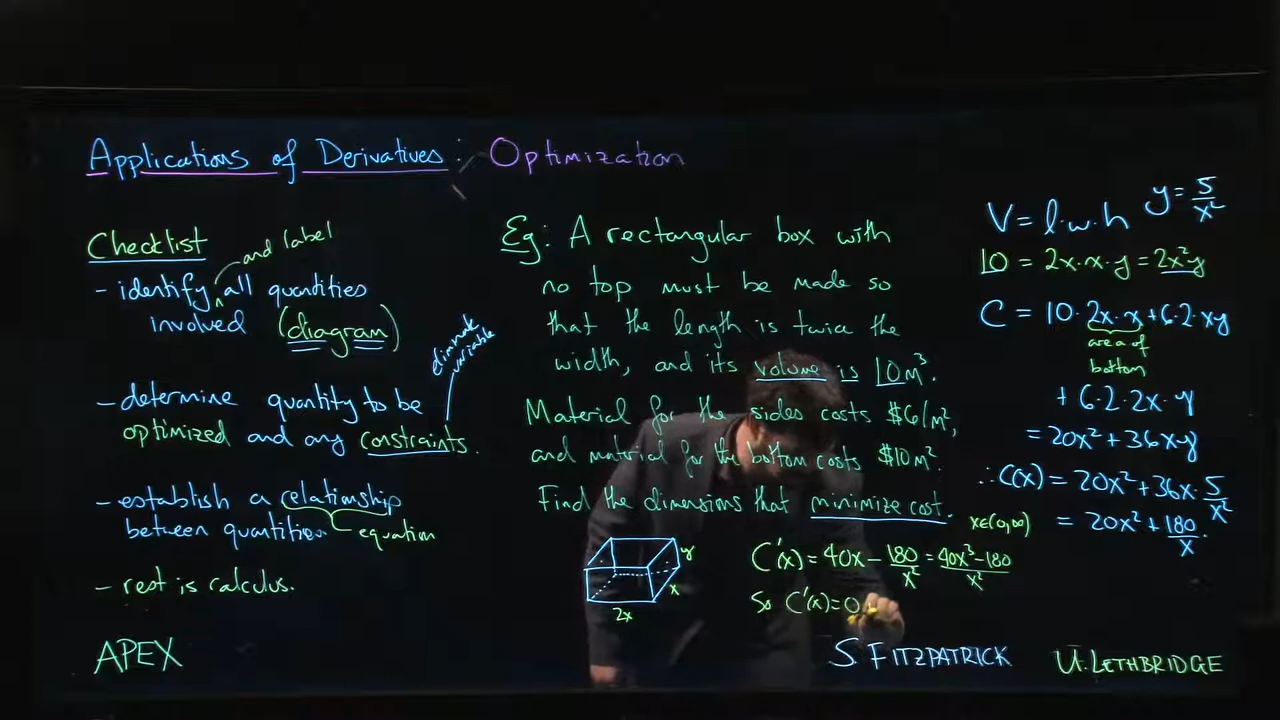 Applications of Derivatives: Optimization
Checklist
and label
- identify all quantities
involved (diagram)
eliminate
variable
- determine quantity to be
optimized and any constraints.
- establish a relationship
between quantities
equation
- rest is calculus.
APEX
Eg: A rectangular box with
no top must be made so
that the length is twice the
width, and its volume is 10m³.
Material for the sides costs $6/m²,
and material for the bottom costs $10m².
Find the dimensions that minimize cost.
y
x
2x
C'(x) = 40x - 180/x² = 40x³-180/x²
So C'(x)=0
V = l·w·h
y = 5/x²
10 = 2x·x·y = 2x²y
C = 10·2x·x + 6·2·xy
area of
bottom
+ 6·2·2x·y
= 20x² + 36xy
∴ C(x) = 20x² + 36x·5/x²
x∈(0,∞)
= 20x² + 180/x.
S. FITZPATRICK
U. LETHBRIDGE